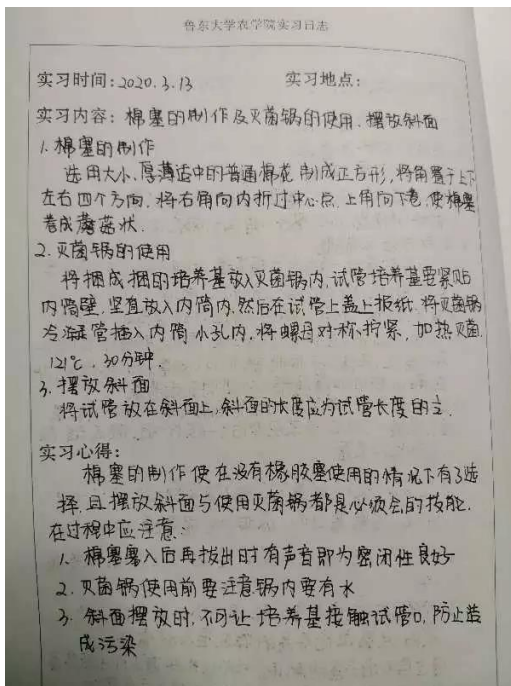 鲁东大学农学院实习日志
实习时间:2020.3.13 实习地点:
实习内容:棉塞的制作及灭菌锅的使用、摆放斜面
1.棉塞的制作
选用大小、厚薄适中的普通棉花制成正方形,将角置于上下
左右四个方向,将右角向内折过中心点,上角向下卷,使棉塞
卷成蘑菇状.
2.灭菌锅的使用
将捆成捆的培养基放入灭菌锅内,试管培养基要紧贴
内筒壁,竖直放入内筒内,然后在试管上盖上报纸,将灭菌锅
冷凝管插入内筒小孔内,将螺母对称拧紧,加热灭菌,
121℃,30分钟.
3.摆放斜面
将试管放在斜面上,斜面的长度应为试管长度的
实习心得:
棉塞的制作使在没有橡胶塞使用的情况下有了选
择,且摆放斜面与使用灭菌锅都是必须会的技能.
在过程中应注意:
1.棉塞塞入后再拔出时有声音即为密闭性良好
2.灭菌锅使用前要注意锅内要有水
3.斜面摆放时,不可让培养基接触试管口,防止造
成污染